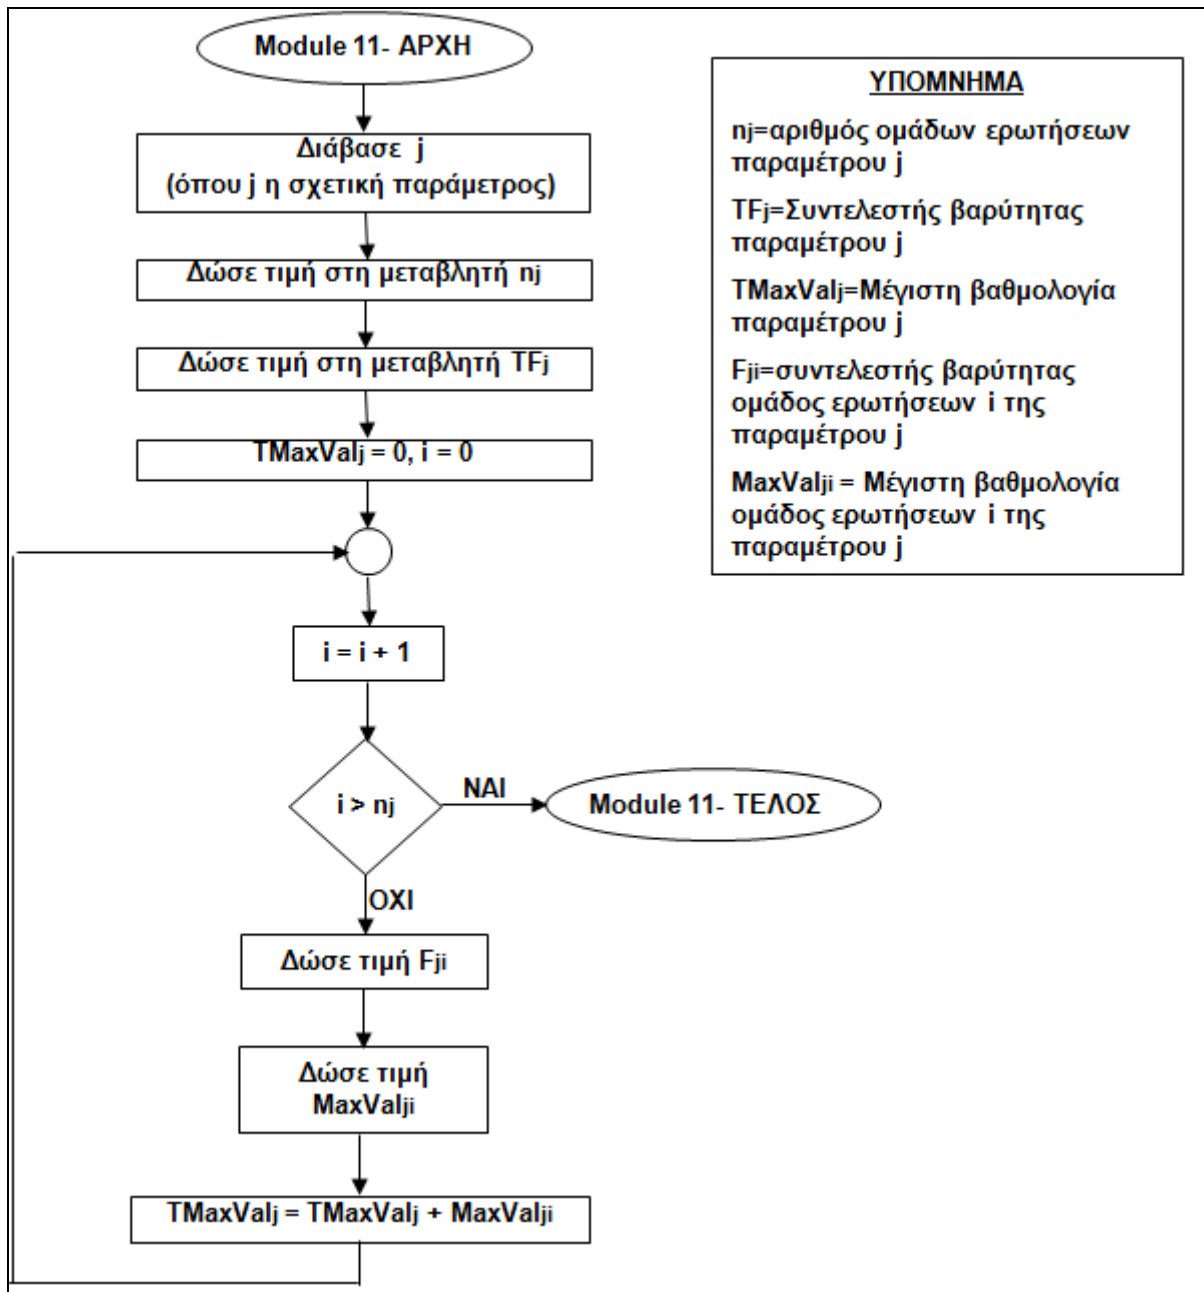 Module 11- ΑΡΧΗ
Διάβασε j
(όπου j η σχετική παράμετρος)
Δώσε τιμή στη μεταβλητή nj
Δώσε τιμή στη μεταβλητή TFj
TMaxValj = 0, i = 0
i = i + 1
i > nj
ΝΑΙ
Module 11- ΤΕΛΟΣ
ΟΧΙ
Δώσε τιμή Fji
Δώσε τιμή
MaxValji
TMaxValj = TMaxValj + MaxValji
ΥΠΟΜΝΗΜΑ
nj=αριθμός ομάδων ερωτήσεων
παραμέτρου j
TFj=Συντελεστής βαρύτητας
παραμέτρου j
TMaxValj=Μέγιστη βαθμολογία
παραμέτρου j
Fji=συντελεστής βαρύτητας
ομάδος ερωτήσεων i της
παραμέτρου j
MaxValji = Μέγιστη βαθμολογία
ομάδος ερωτήσεων i της
παραμέτρου j